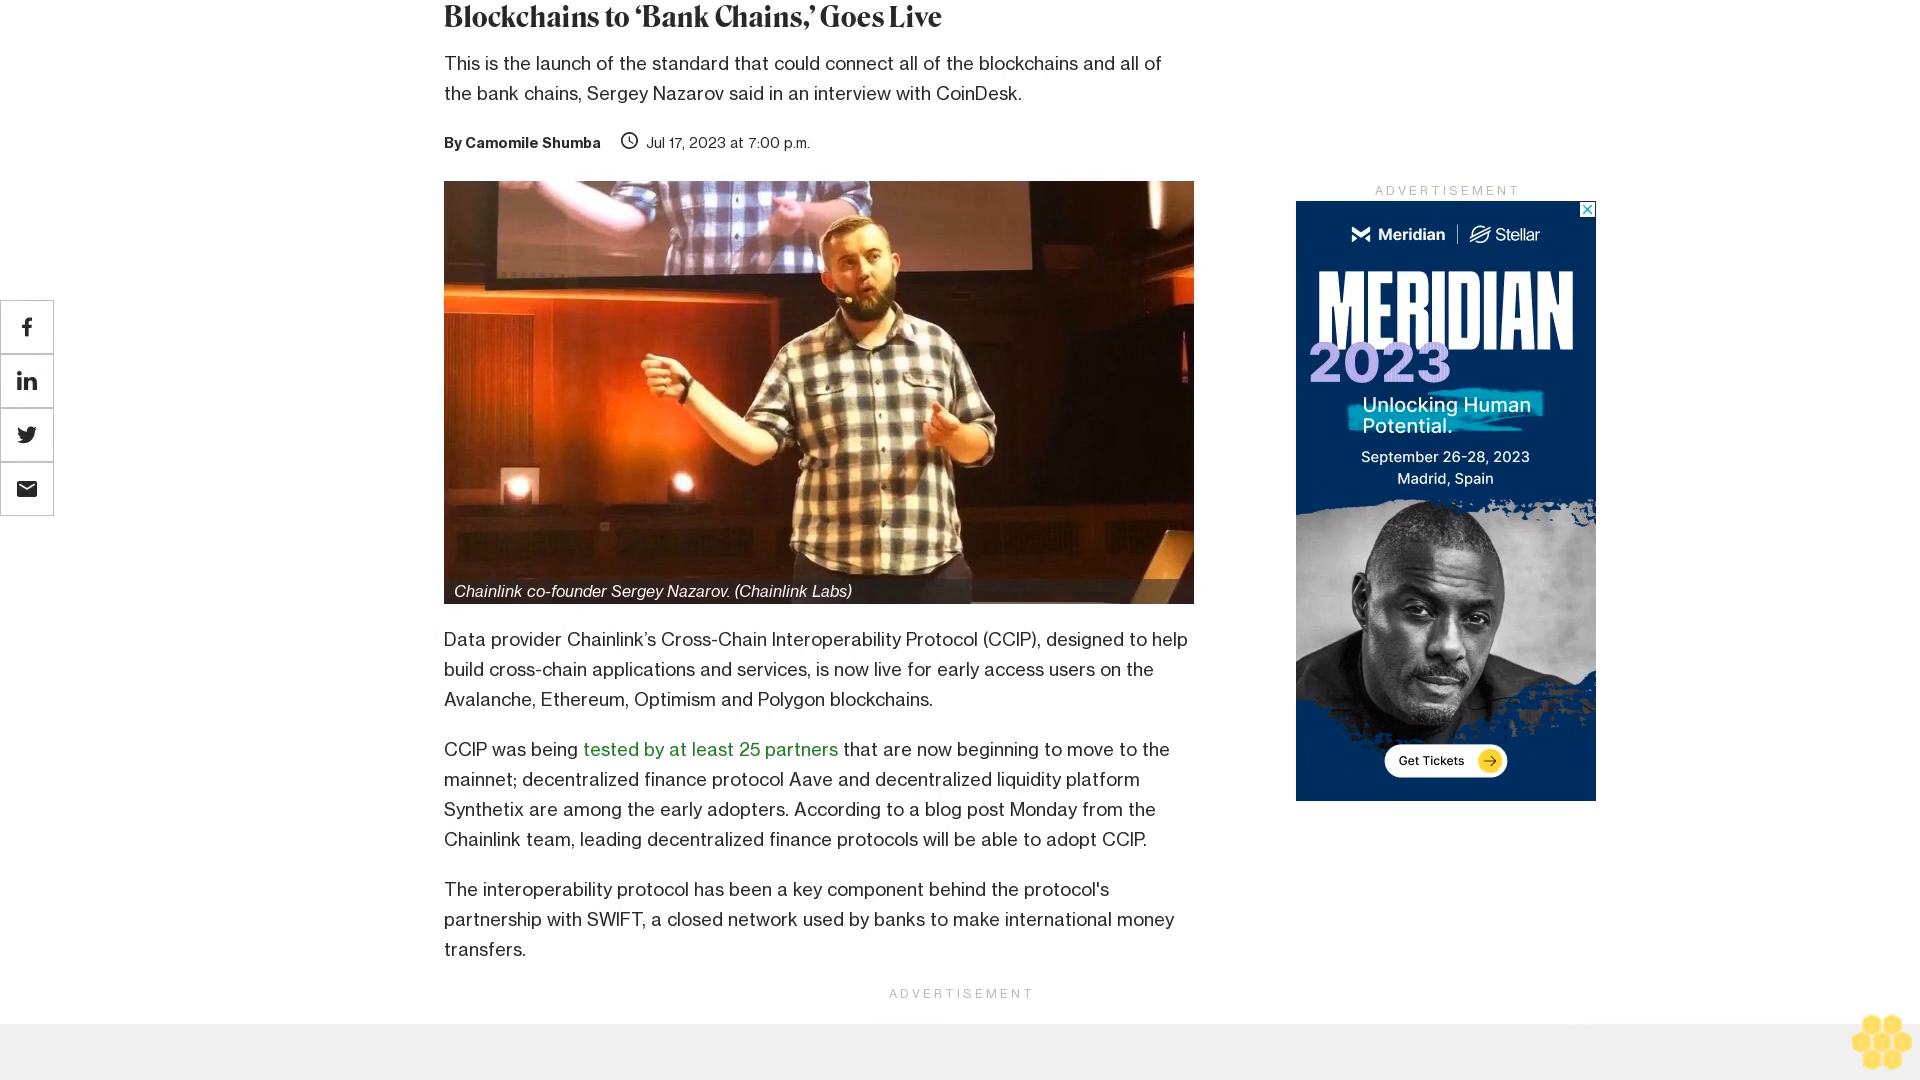 Blockchains to ‘Bank Chains,’ Goes Live
This is the launch of the standard that could connect all of the blockchains and all of
the bank chains, Sergey Nazarov said in an interview with CoinDesk.
By Camomile Shumba Jul 17, 2023 at 7:00 p.m.
Chainlink co-founder Sergey Nazarov. (Chainlink Labs)
Data provider Chainlink’s Cross-Chain Interoperability Protocol (CCIP), designed to help
build cross-chain applications and services, is now live for early access users on the
Avalanche, Ethereum, Optimism and Polygon blockchains.
CCIP was being tested by at least 25 partners that are now beginning to move to the
mainnet; decentralized finance protocol Aave and decentralized liquidity platform
Synthetix are among the early adopters. According to a blog post Monday from the
Chainlink team, leading decentralized finance protocols will be able to adopt CCIP.
The interoperability protocol has been a key component behind the protocol's
partnership with SWIFT, a closed network used by banks to make international money
transfers.
ADVERTISEMENT
ADVERTISEMENT
Meridian | Stellar
MERIDIAN
2023
Unlocking Human
Potential.
September 26-28, 2023
Madrid, Spain
Get Tickets